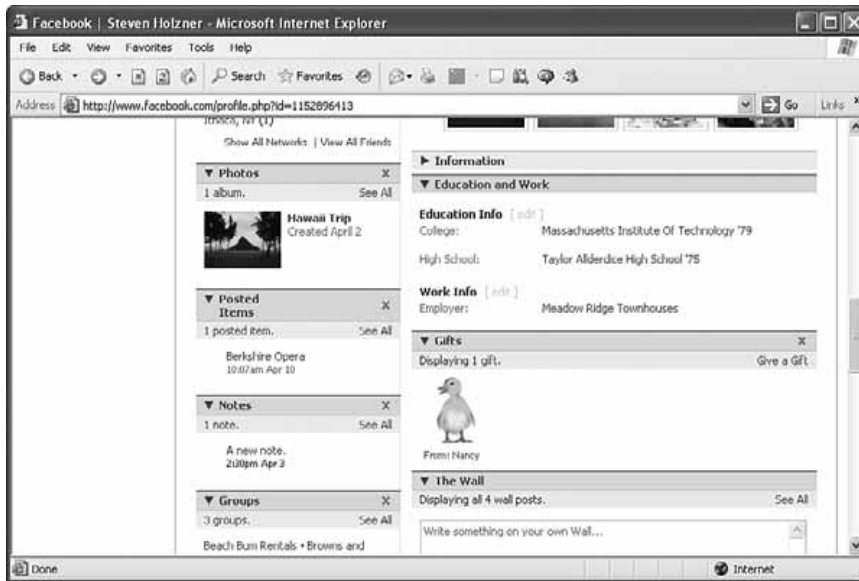 Facebook | Steven Holzner - Microsoft Internet Explorer
File Edit View Favorites Tools Help
Back Search Favorites
Address http://www.facebook.com/profile.php?id=1152896413 Go Links
Ithaca, NY (1)
Show All Networks | View All Friends
Photos X
1 album. See All
Hawaii Trip
Created April 2
Posted
Items X
1 posted item. See All
Berkshire Opera
10:07am Apr 10
Notes X
1 note. See All
A new note.
2:30pm Apr 3
Groups X
3 groups. See All
Beach Bum Rentals • Browns and
Information
Education and Work
Education Info [ edit ]
College: Massachusetts Institute Of Technology '79
High School: Taylor Allderdice High School '75
Work Info [ edit ]
Employer: Meadow Ridge Townhouses
Gifts X
Displaying 1 gift. Give a Gift
From: Nancy
The Wall
Displaying all 4 wall posts. See All
Write something on your own Wall...
Done Internet